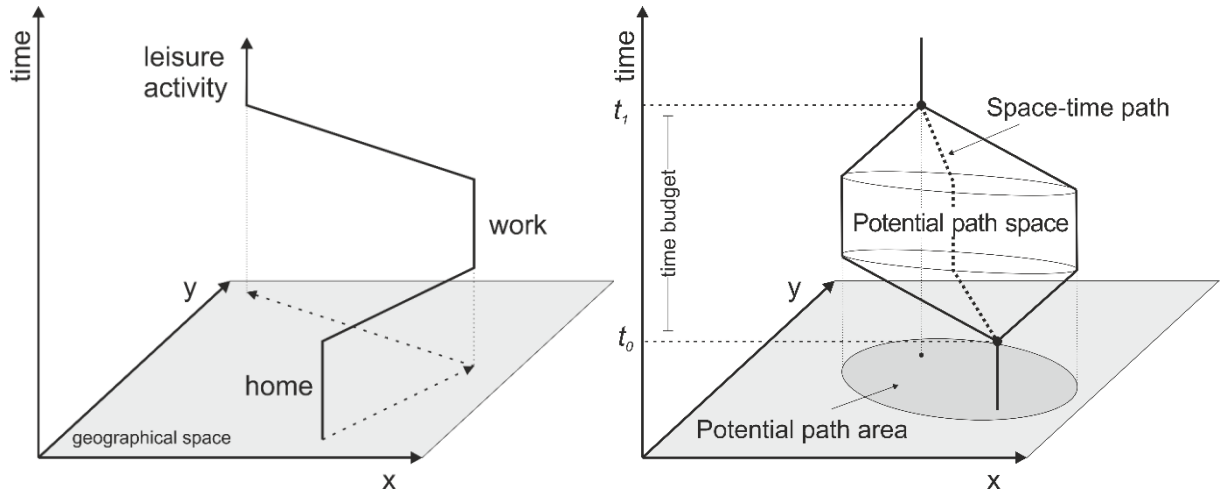 time
leisure
activity
work
y
home
geographical space
x
time
t₁
Space-time path
time budget
Potential path space
y
t₀
Potential path area
x